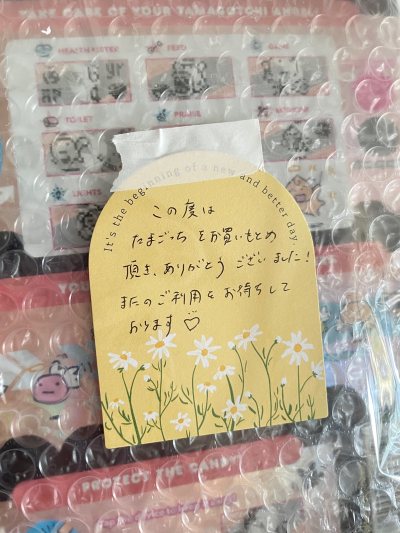 TAKE CARE OF YOUR TAMAGOTCHI
HEALTH METER
FEED
GAME
TOILET
PRAISE
MEDICINE
LIGHTS
It's the beginning of a new and better day
この度は
たまごっち をお買いもとめ
頂き、ありがとう ございました!
またのご利用を お待ちして
おります ♡
PROTECT THE CANDY